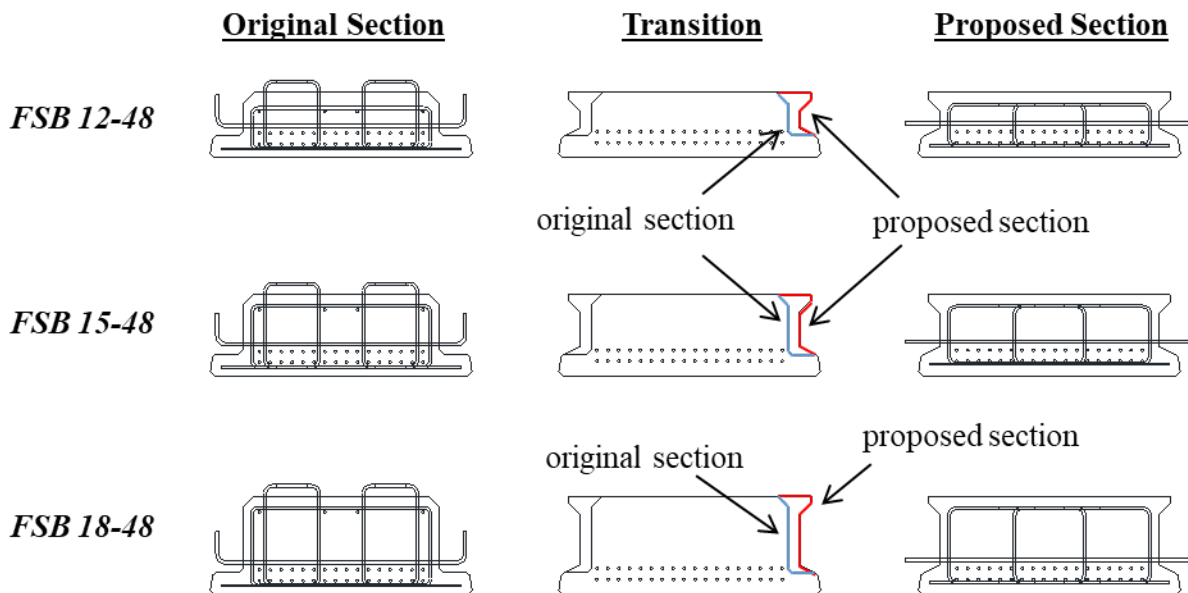 Original Section Transition Proposed Section
FSB 12-48
original section proposed section
FSB 15-48
original section proposed section
FSB 18-48